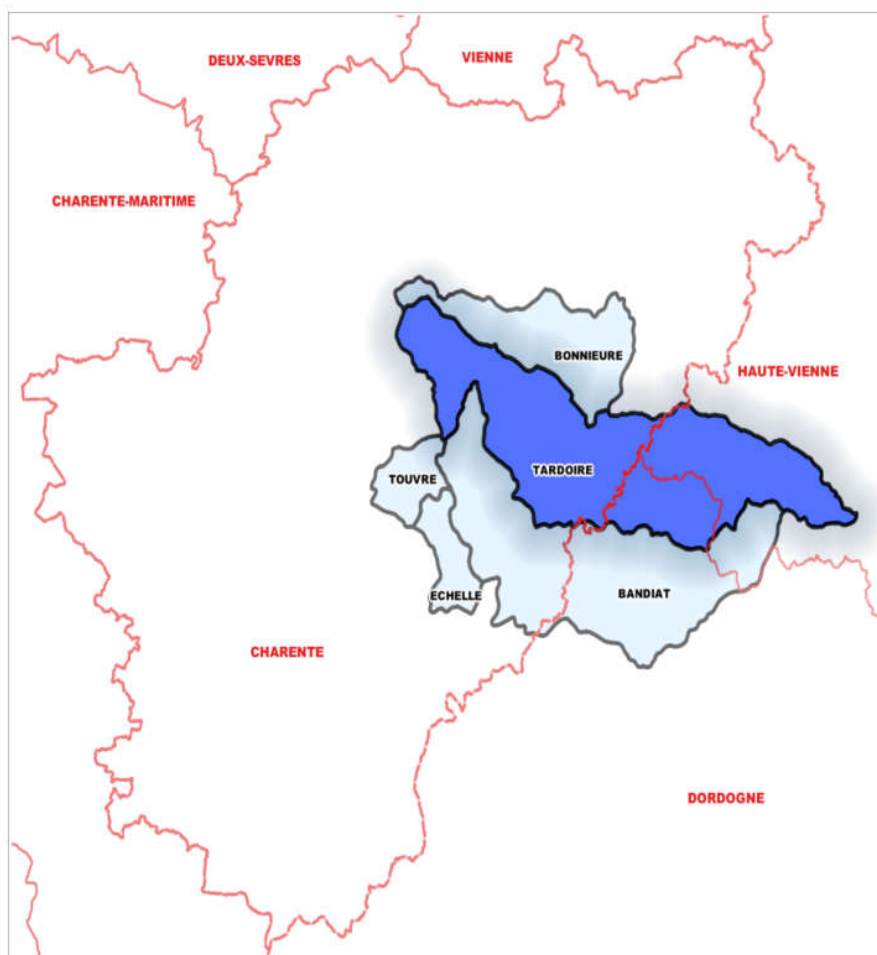 DEUX-SEVRES
VIENNE
CHARENTE-MARITIME
BONNIEURE
HAUTE-VIENNE
TARDOIRE
TOUVRE
ECHELLE
BANDIAT
CHARENTE
DORDOGNE